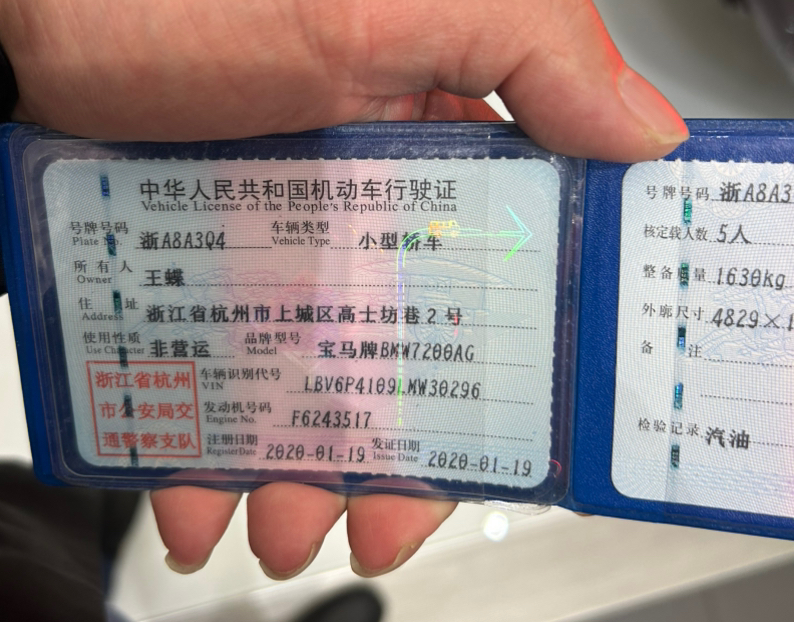 中华人民共和国机动车行驶证
Vehicle License of the People's Republic of China
号牌号码 浙A8A3Q4 车辆类型 小型轿车
Plate No. Vehicle Type
所有人 王蝶
Owner
住址 浙江省杭州市上城区高士坊巷2号
Address
使用性质 非营运 品牌型号 宝马牌BMW7200AG
Use Character Model
浙江省杭州
市公安局交
通警察支队
车辆识别代号 LBV6P4109LMW30296
VIN
发动机号码 F6243517
Engine No.
注册日期 2020-01-19 发证日期 2020-01-19
Register Date Issue Date
号牌号码 浙A8A3
核定载人数 5人
整备质量 1630kg
外廓尺寸 4829×1
备注
检验记录 汽油